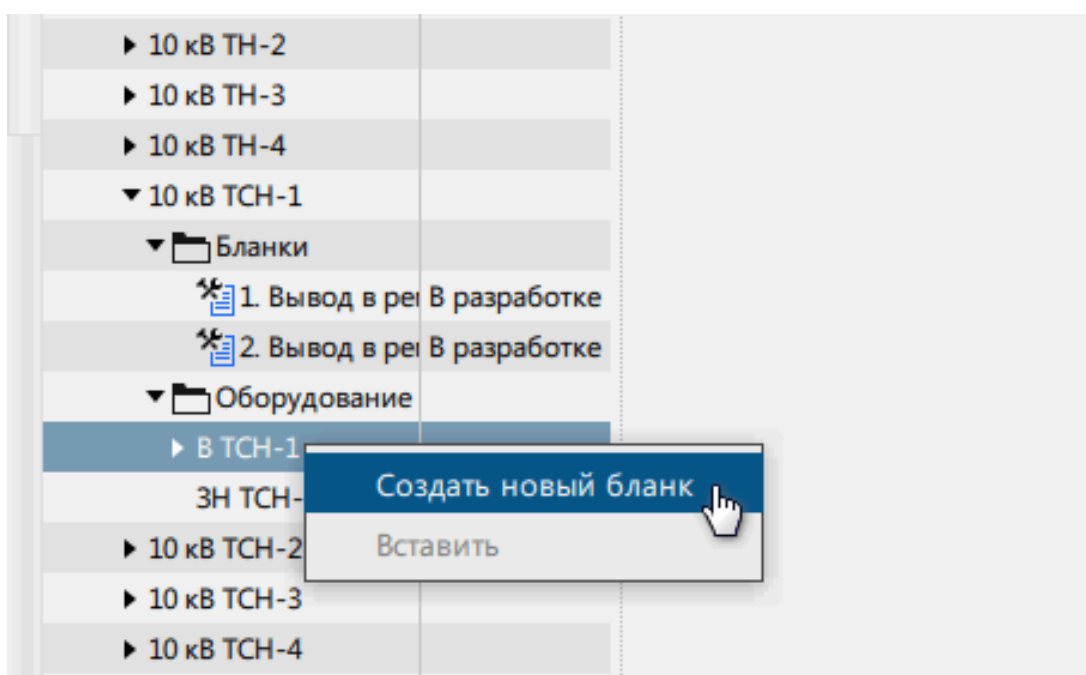 10 кВ ТН-2
10 кВ ТН-3
10 кВ ТН-4
10 кВ ТСН-1
Бланки
1. Вывод в рем В разработке
2. Вывод в рем В разработке
Оборудование
В ТСН-1
Создать новый бланк
ЗН ТСН-
Вставить
10 кВ ТСН-2
10 кВ ТСН-3
10 кВ ТСН-4